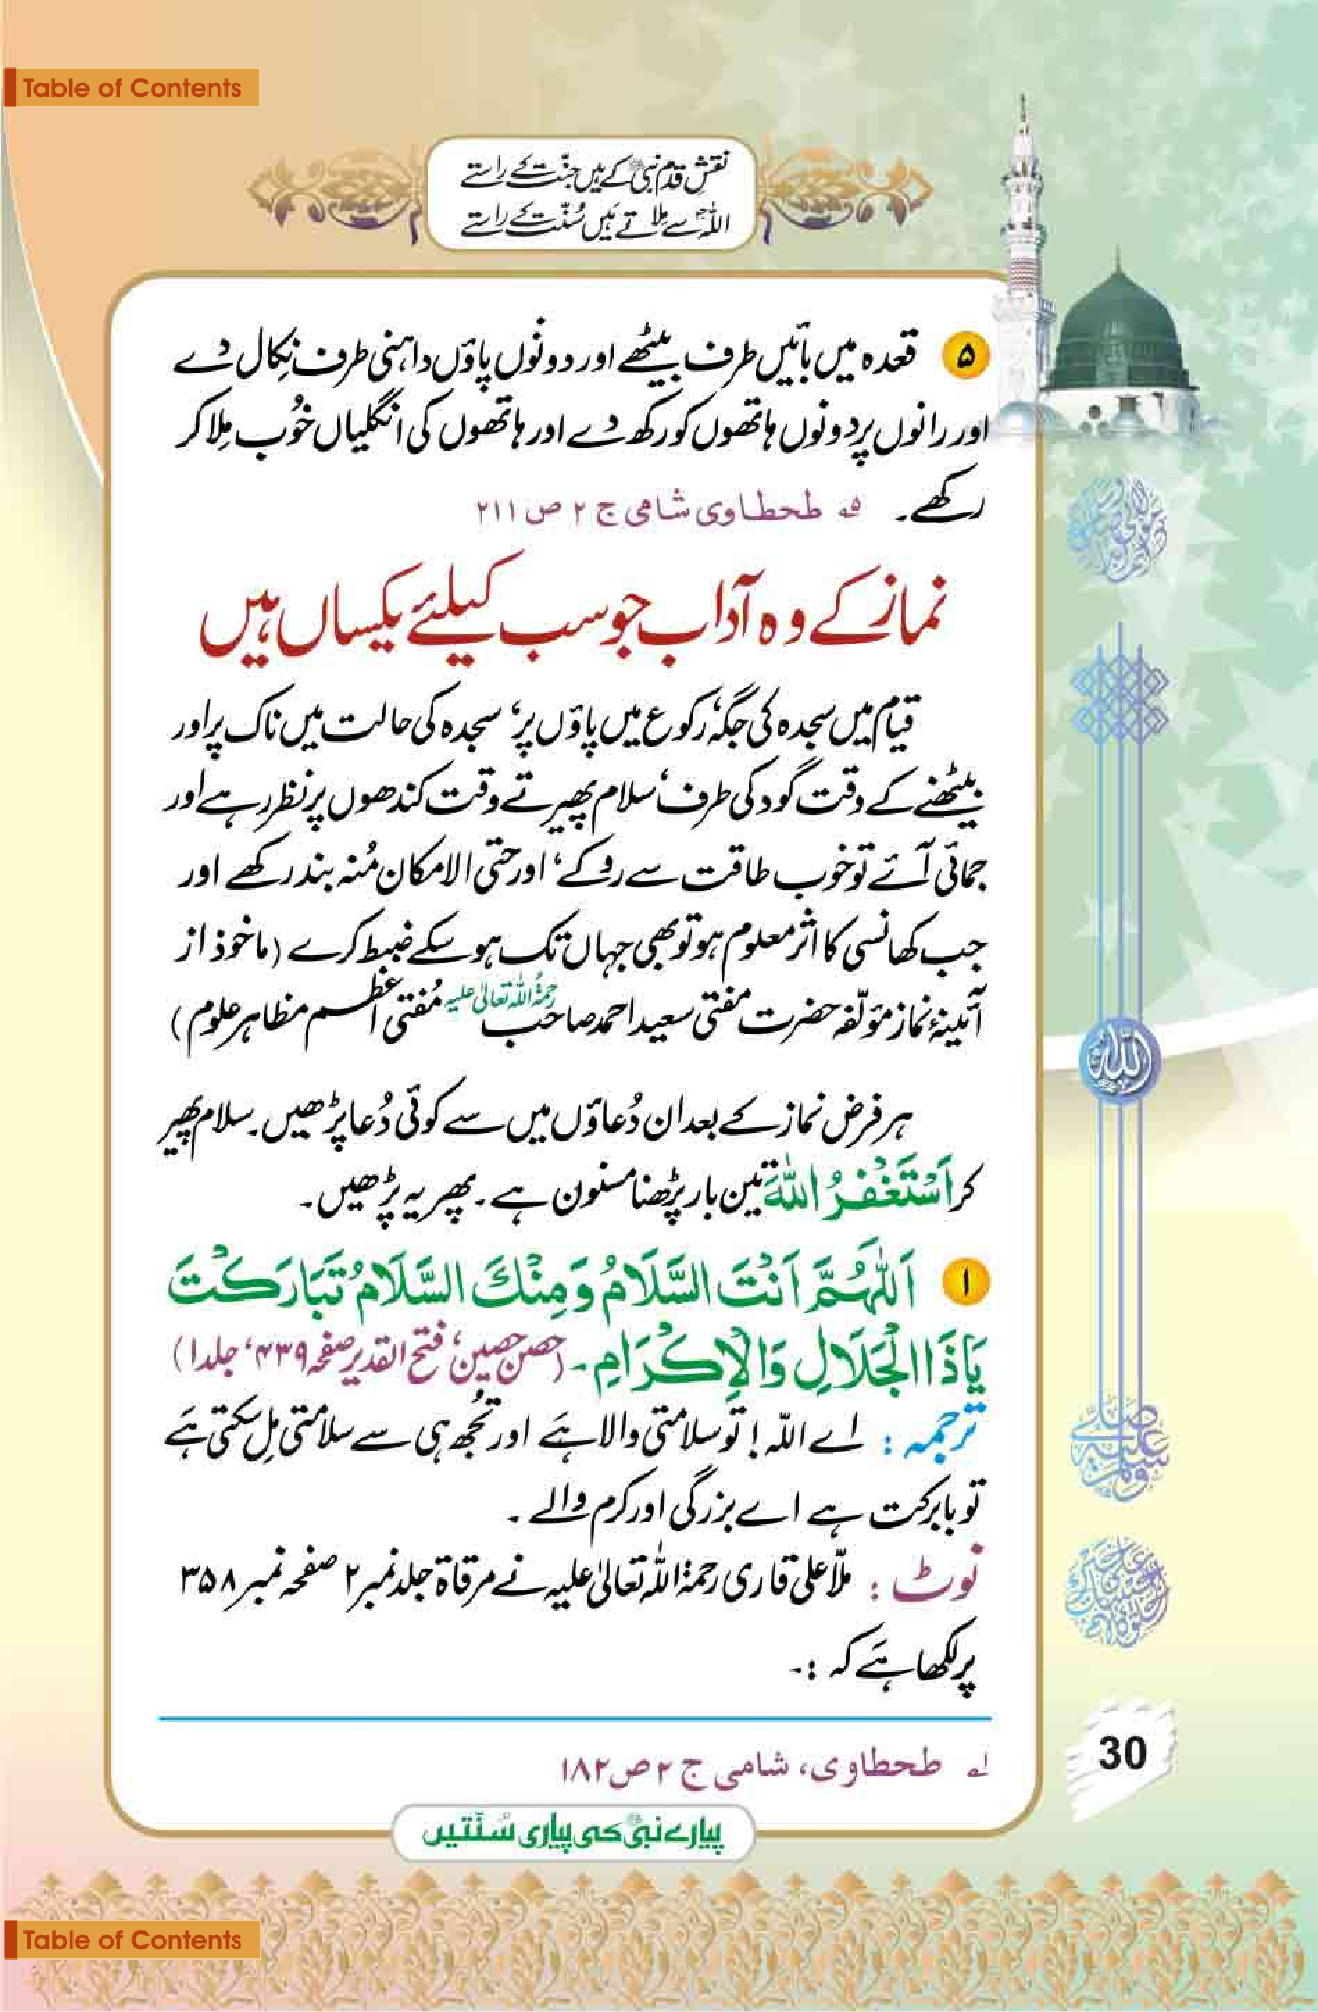 Table of Contents
نقشِ قدم نبیؐ کے ہیں جنّت کے راستے
اللہؒ سے ملاتے ہیں سُنّت کے راستے
۵ قعدہ میں بائیں طرف بیٹھے اور دونوں پاؤں داہنی طرف نِکال دے
اور رانوں پر دونوں ہاتھوں کو رکھ دے اور ہاتھوں کی انگلیاں خُوب مِلا کر
رکھے۔ ۵ طحطاوی شامی ج ۲ ص ۲۱۱
نماز کے وہ آداب جو سب کیلئے یکساں ہیں
قیام میں سجدہ کی جگہ، رکوع میں پاؤں پر، سجدہ کی حالت میں ناک پر اور
بیٹھنے کے وقت گود کی طرف، سلام پھیرتے وقت کندھوں پر نظر رہے اور
جمائی آئے تو خوب طاقت سے روکے، اور حتی الامکان مُنہ بند رکھے اور
جب کھانسی کا اثر معلوم ہو تو بھی جہاں تک ہو سکے ضبط کرے (ماخوذ از
آئینۂ نماز مؤلّفہ حضرت مفتی سعید احمد صاحب رحمۃُ اللہ تعالیٰ علیہ مُفتی اعظم مظاہر علوم)
ہر فرض نماز کے بعد ان دُعاؤں میں سے کوئی دُعا پڑھیں۔ سلام پھیر
کر اَسْتَغْفِرُ اللّٰهَ تین بار پڑھنا مسنون ہے۔ پھر یہ پڑھیں۔
۱ اَللّٰهُمَّ اَنْتَ السَّلَامُ وَمِنْكَ السَّلَامُ تَبَارَكْتَ
يَاذَا الْجَلَالِ وَالْاِكْرَامِ۔ (حصن حصین، فتح القدیر صفحہ ۴۳۹، جلد ۱)
ترجمہ : اے اللہ! تو سلامتی والا ہَے اور تُجھ ہی سے سلامتی مِل سکتی ہَے
تو بابرکت ہے اے بزرگی اور کرم والے۔
نوٹ : ملّا علی قاری رحمۃُ اللہ تعالیٰ علیہ نے مرقاۃ جلد نمبر ۲ صفحہ نمبر ۳۵۸
پر لکھا ہَے کہ :۔
۱ طحطاوی، شامی ج ۲ ص ۱۸۲
30
پیارے نبیؐ کی پیاری سُنّتیں
Table of Contents